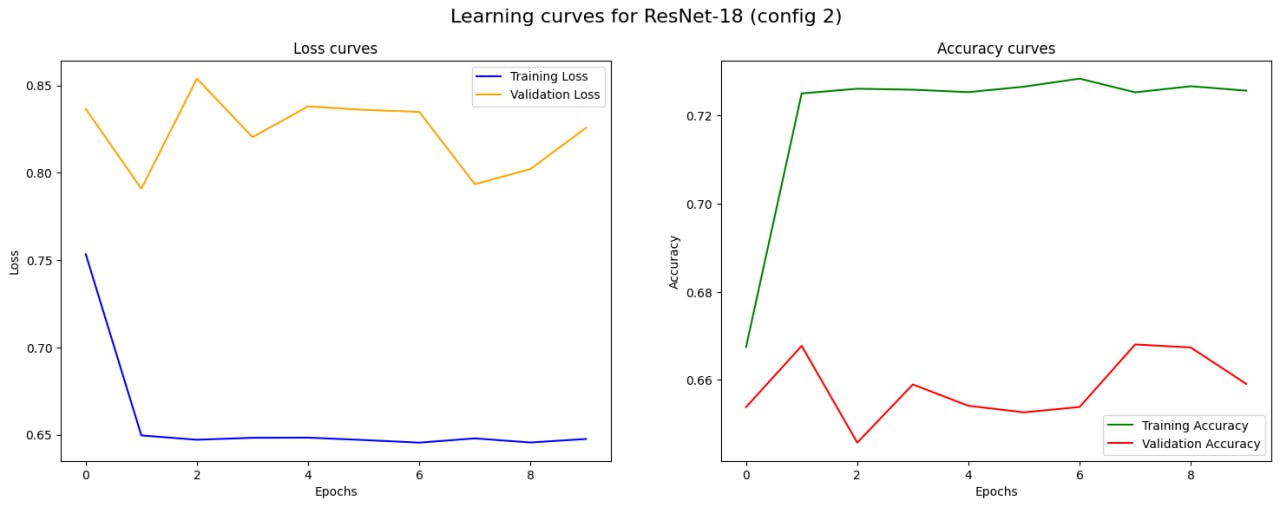 Learning curves for ResNet-18 (config 2)
Loss curves
Training Loss
Validation Loss
0.85
0.80
0.75
0.70
0.65
Loss
0 2 4 6 8
Epochs
Accuracy curves
0.72
0.70
0.68
0.66
Accuracy
Training Accuracy
Validation Accuracy
0 2 4 6 8
Epochs